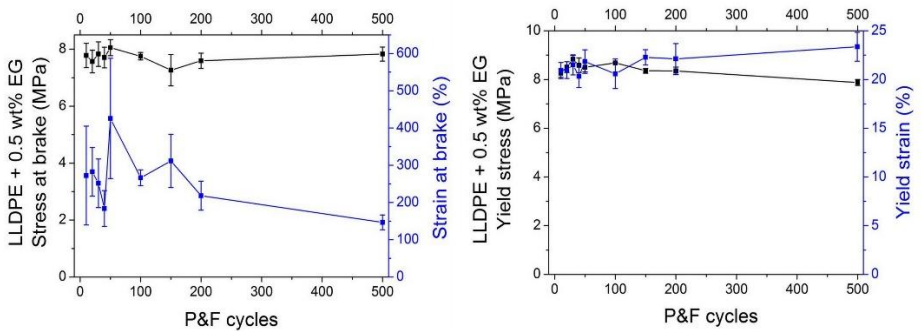 0 100 200 300 400 500
8
6
4
2
0
LLDPE + 0.5 wt% EG
Stress at brake (MPa)
600
500
400
300
200
100
0
Strain at brake (%)
0 100 200 300 400 500
P&F cycles
0 100 200 300 400 500
10
8
6
4
2
0
LLDPE + 0.5 wt% EG
Yield stress (MPa)
25
20
15
10
5
0
Yield strain (%)
0 100 200 300 400 500
P&F cycles